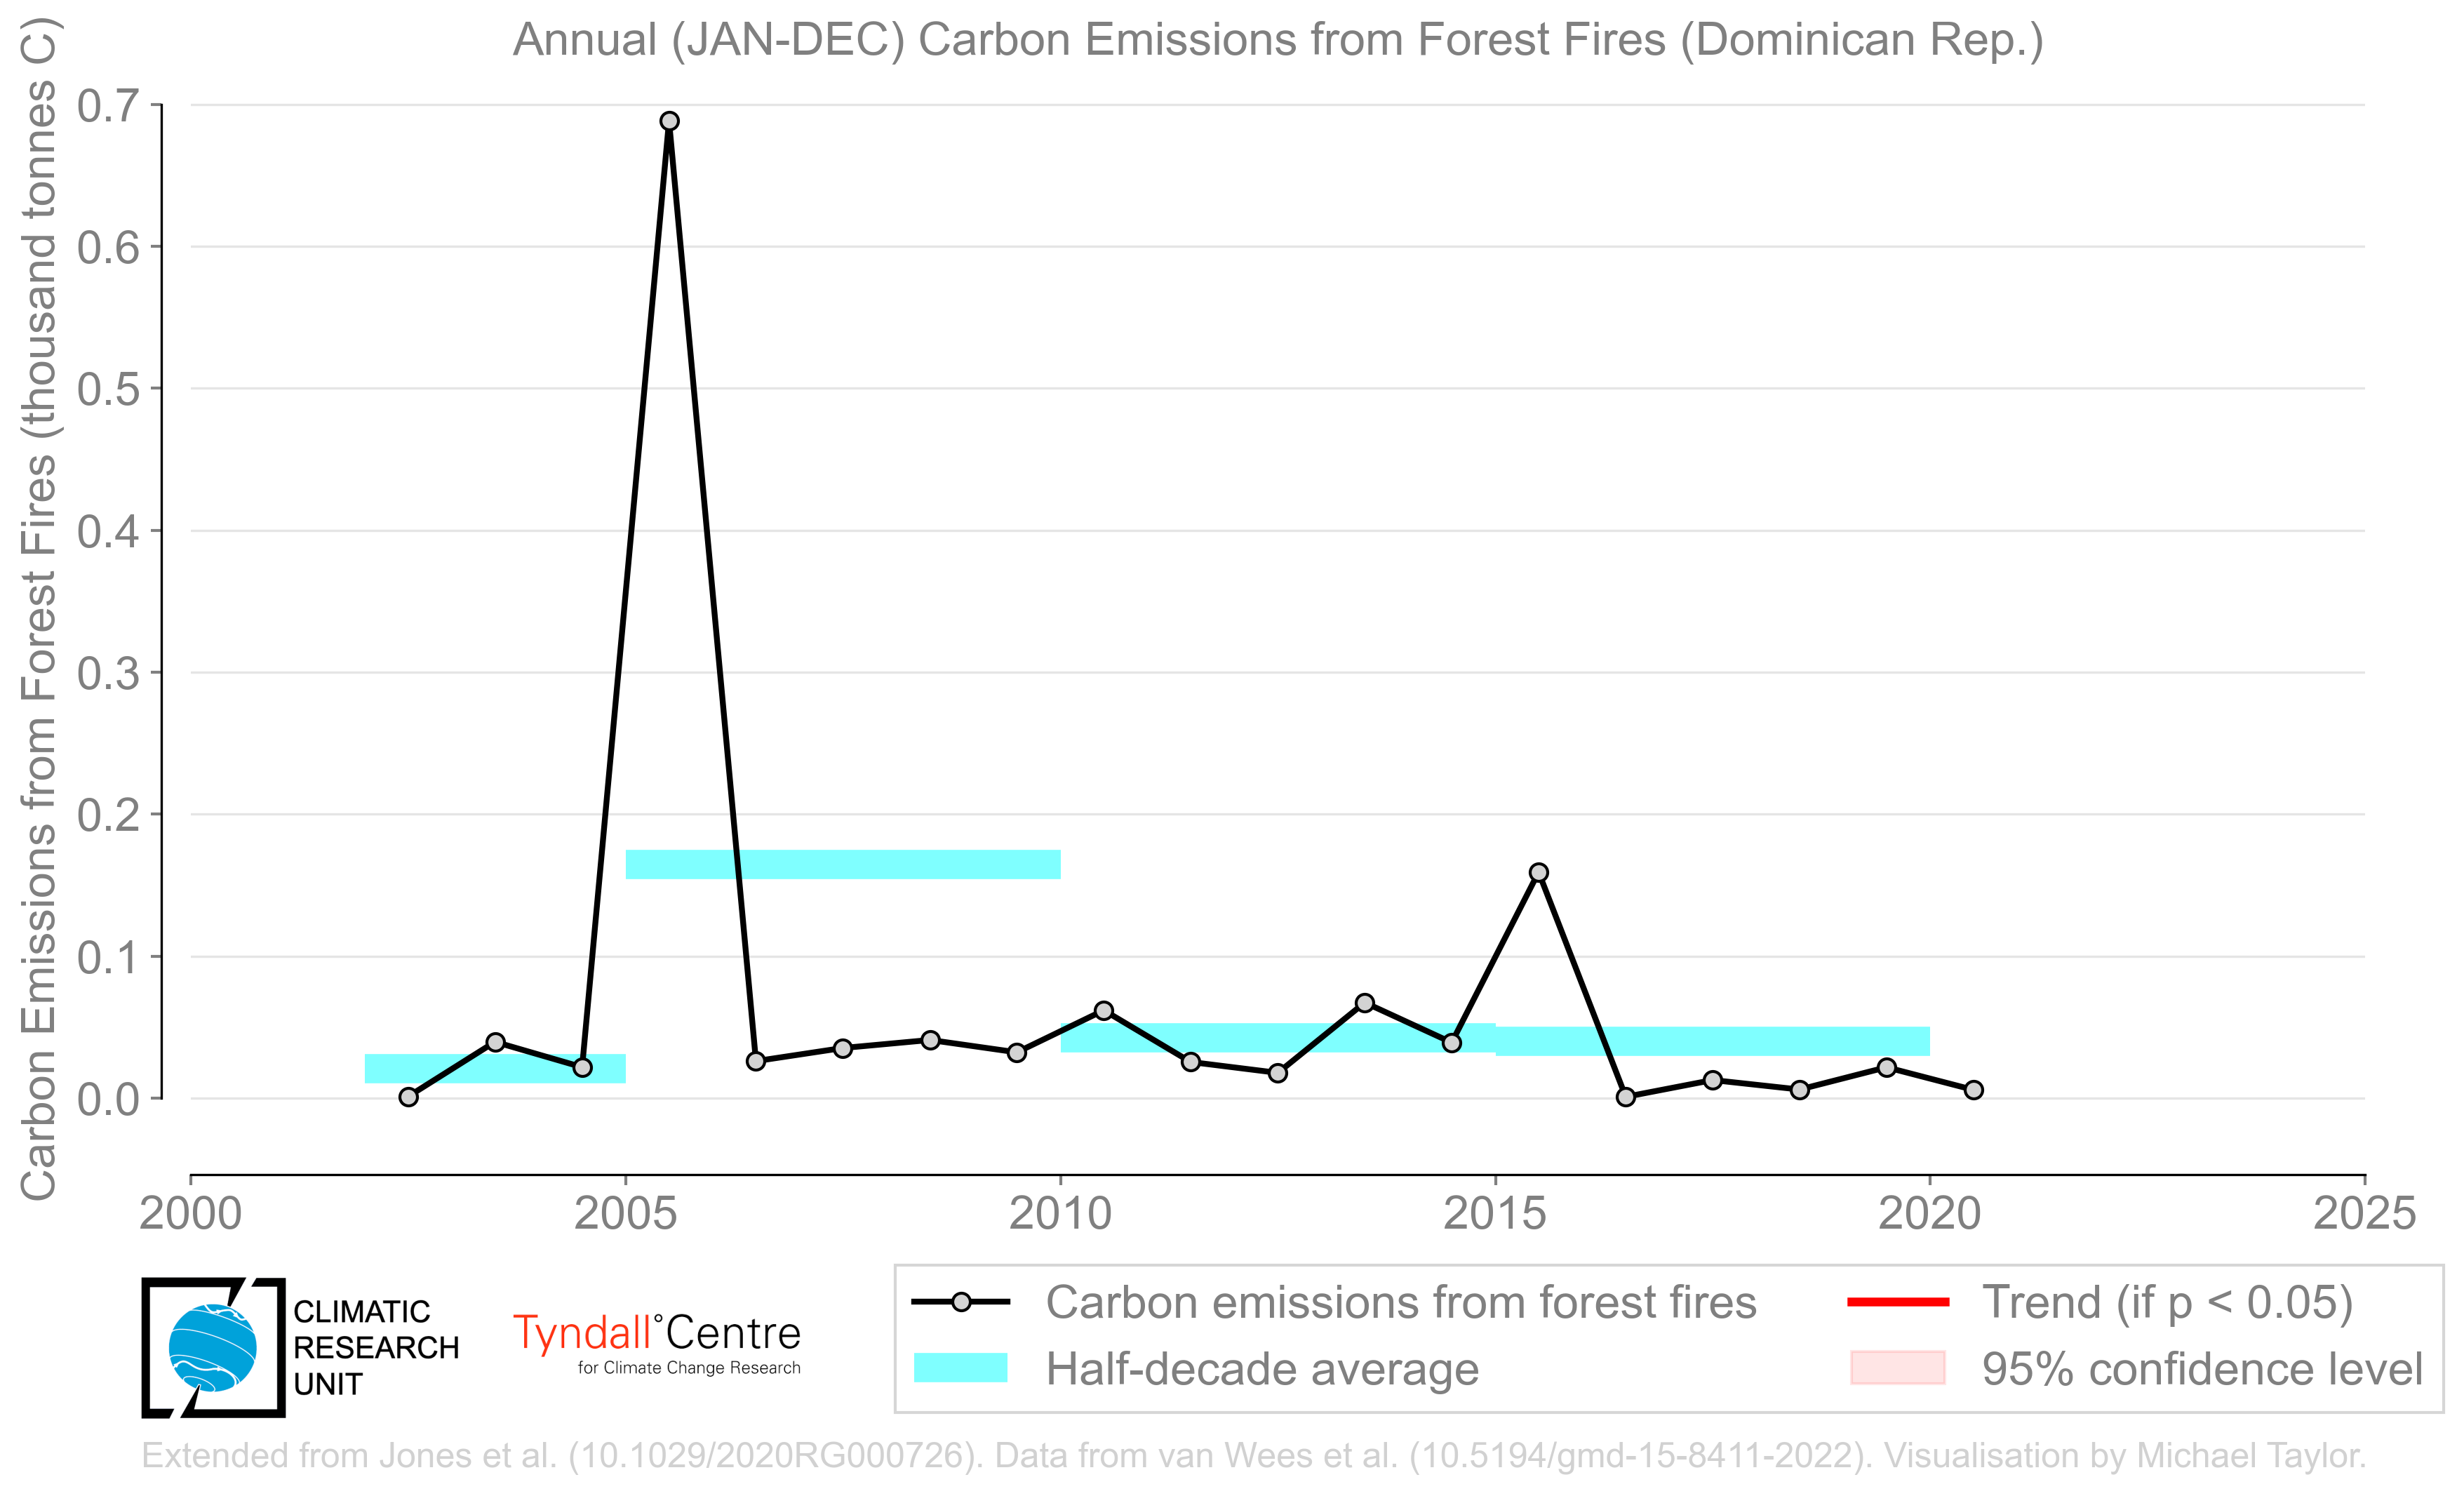 Annual (JAN-DEC) Carbon Emissions from Forest Fires (Dominican Rep.)
Carbon Emissions from Forest Fires (thousand tonnes C)
0.7
0.6
0.5
0.4
0.3
0.2
0.1
0.0
2000 2005 2010 2015 2020 2025
CLIMATIC
RESEARCH
UNIT
Tyndall°Centre
for Climate Change Research
Carbon emissions from forest fires
Half-decade average
Trend (if p < 0.05)
95% confidence level
Extended from Jones et al. (10.1029/2020RG000726). Data from van Wees et al. (10.5194/gmd-15-8411-2022). Visualisation by Michael Taylor.